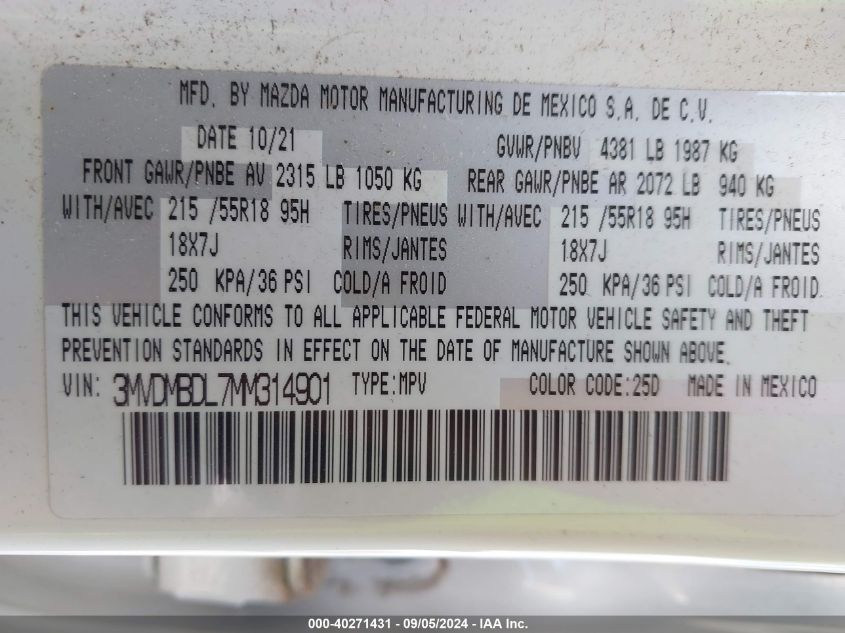 MFD. BY MAZDA MOTOR MANUFACTURING DE MEXICO S.A. DE C.V.
DATE 10/21 GVWR/PNBV 4381 LB 1987 KG
FRONT GAWR/PNBE AV 2315 LB 1050 KG REAR GAWR/PNBE AR 2072 LB 940 KG
WITH/AVEC 215 /55R18 95H TIRES/PNEUS WITH/AVEC 215 /55R18 95H TIRES/PNEUS
18X7J RIMS/JANTES 18X7J RIMS/JANTES
250 KPA/36 PSI COLD/A FROID 250 KPA/36 PSI COLD/A FROID
THIS VEHICLE CONFORMS TO ALL APPLICABLE FEDERAL MOTOR VEHICLE SAFETY AND THEFT
PREVENTION STANDARDS IN EFFECT ON THE DATE OF MANUFACTURE SHOWN ABOVE.
VIN: 3MVDMBDL7MM314901 TYPE:MPV COLOR CODE:25D MADE IN MEXICO
000-40271431 - 09/05/2024 - IAA Inc.